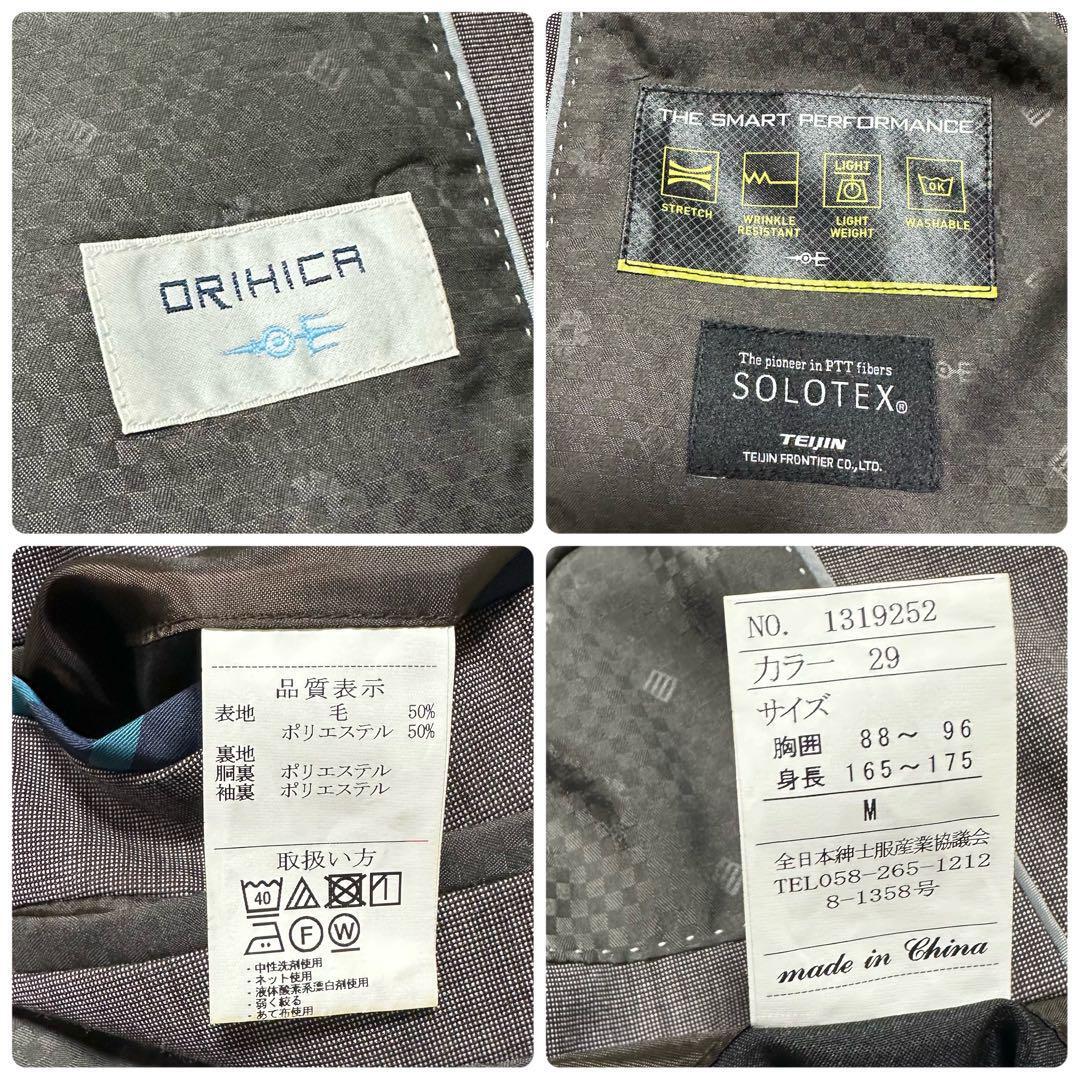 ORIHICA
THE SMART PERFORMANCE
STRETCH
WRINKLE
RESISTANT
LIGHT
LIGHT
WEIGHT
OK
WASHABLE
The pioneer in PTT fibers
SOLOTEX®
TEIJIN
TEIJIN FRONTIER CO.,LTD.
品質表示
表地 毛 50%
ポリエステル 50%
裏地
胴裏 ポリエステル
袖裏 ポリエステル
取扱い方
40
F W
・中性洗剤使用
・ネット使用
・液体酸素系漂白剤使用
・弱く絞る
・あて布使用
NO. 1319252
カラー 29
サイズ
胸囲 88～ 96
身長 165～175
M
全日本紳士服産業協議会
TEL058-265-1212
8-1358号
made in China